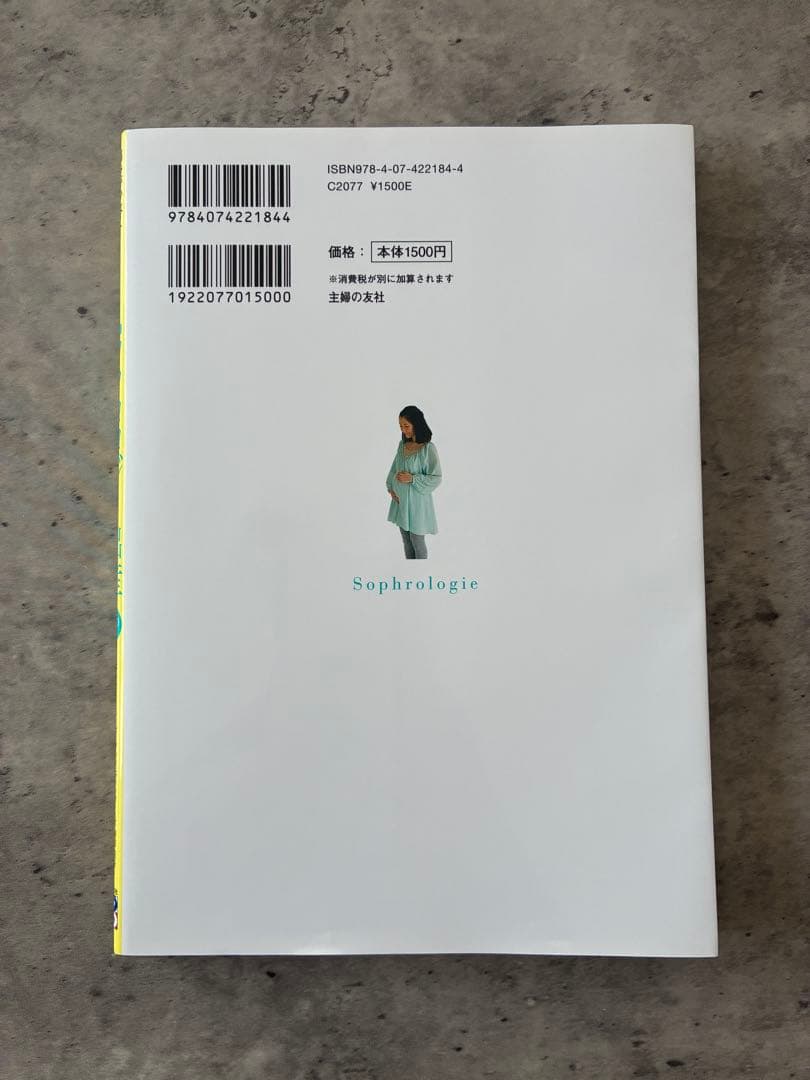 ISBN978-4-07-422184-4
C2077 ¥1500E
9784074221844
価格： 本体1500円
※消費税が別に加算されます
主婦の友社
1922077015000
Sophrologie